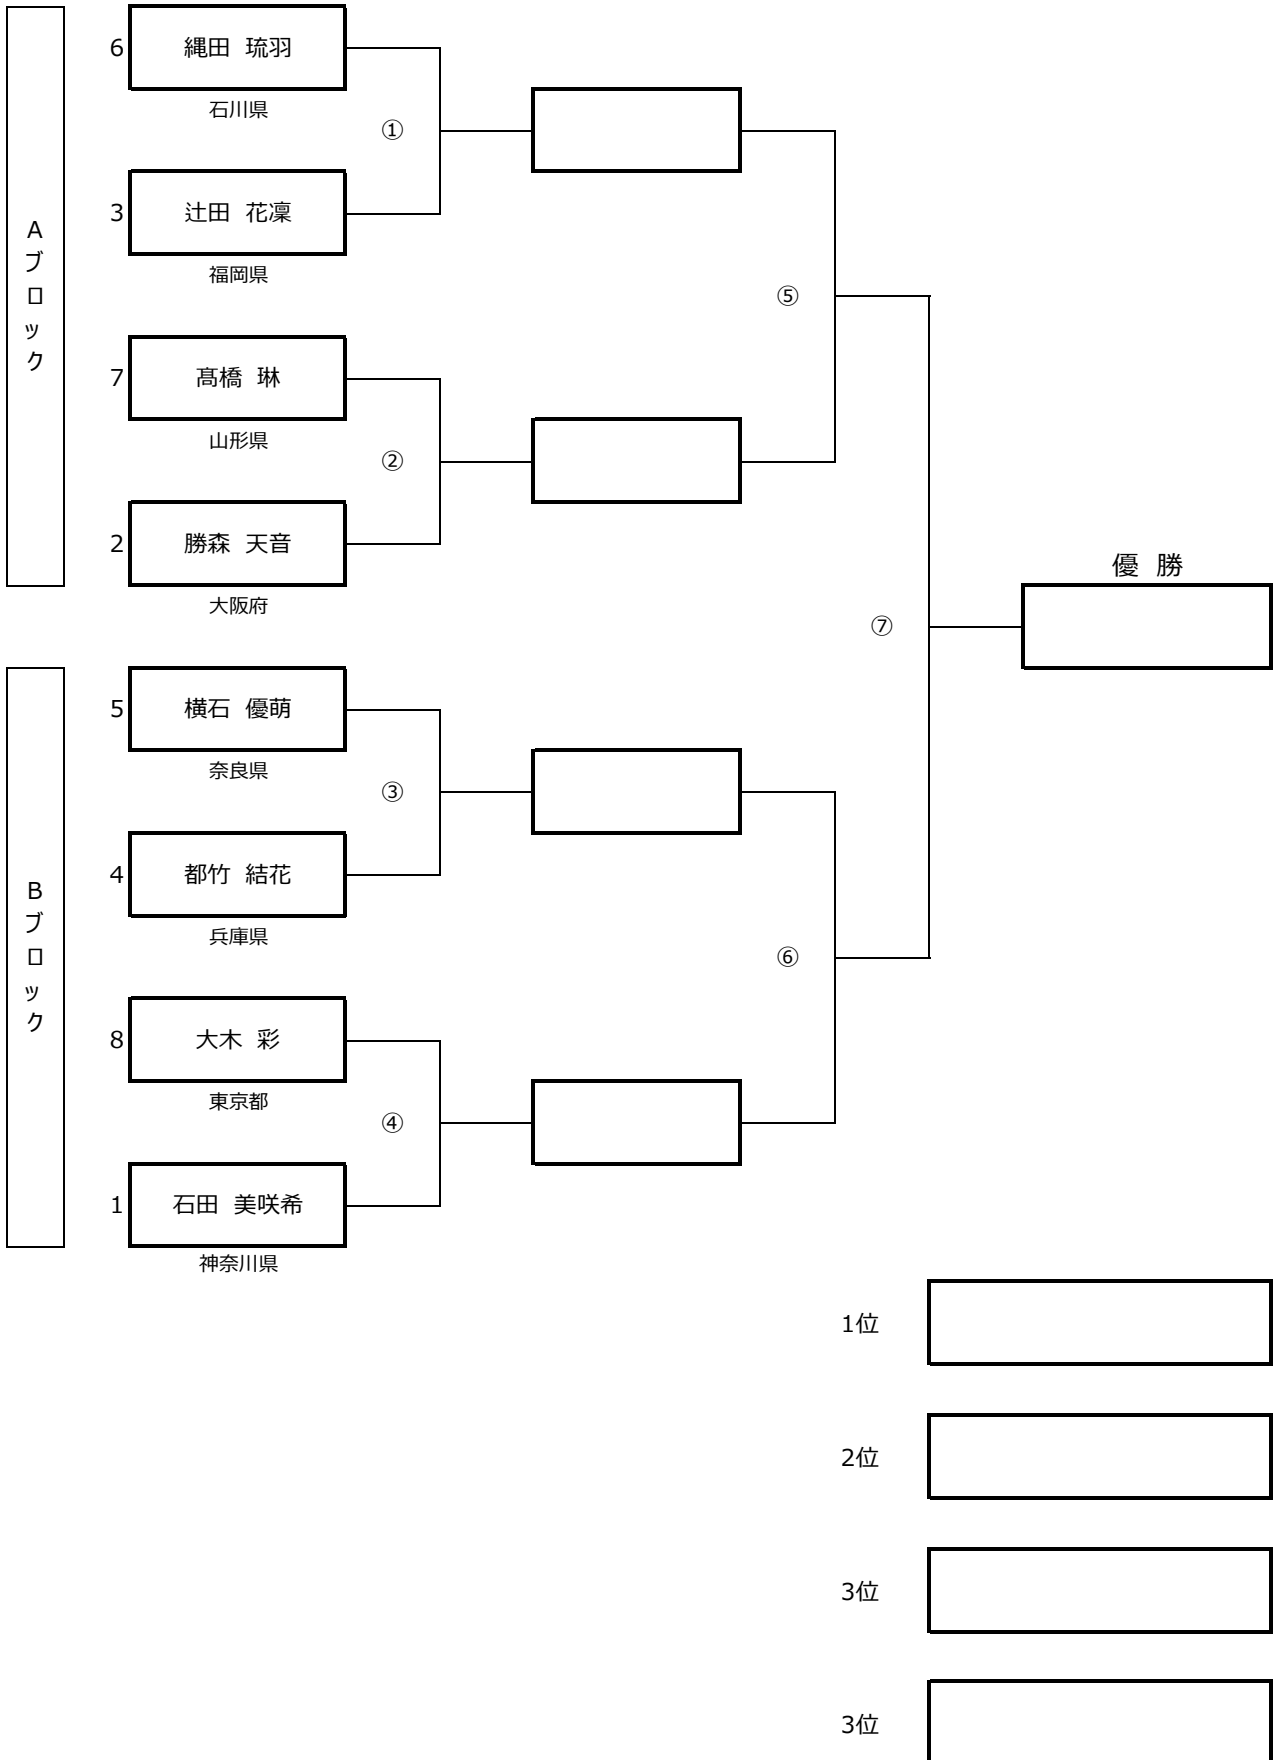 Aブロック
6 縄田 琉羽
石川県
①
3 辻田 花凜
福岡県
⑤
7 髙橋 琳
山形県
②
2 勝森 天音
大阪府
優 勝
⑦
Bブロック
5 横石 優萌
奈良県
③
4 都竹 結花
兵庫県
⑥
8 大木 彩
東京都
④
1 石田 美咲希
神奈川県
1位
2位
3位
3位